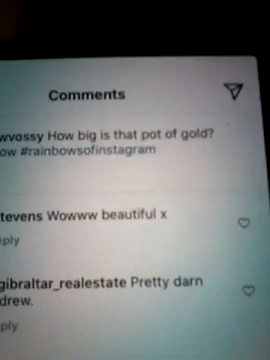 Comments
wvossy How big is that pot of gold?
ow #rainbowsofinstagram
tevens Wowww beautiful x
eply
gibraltar_realestate Pretty darn
drew.
ply